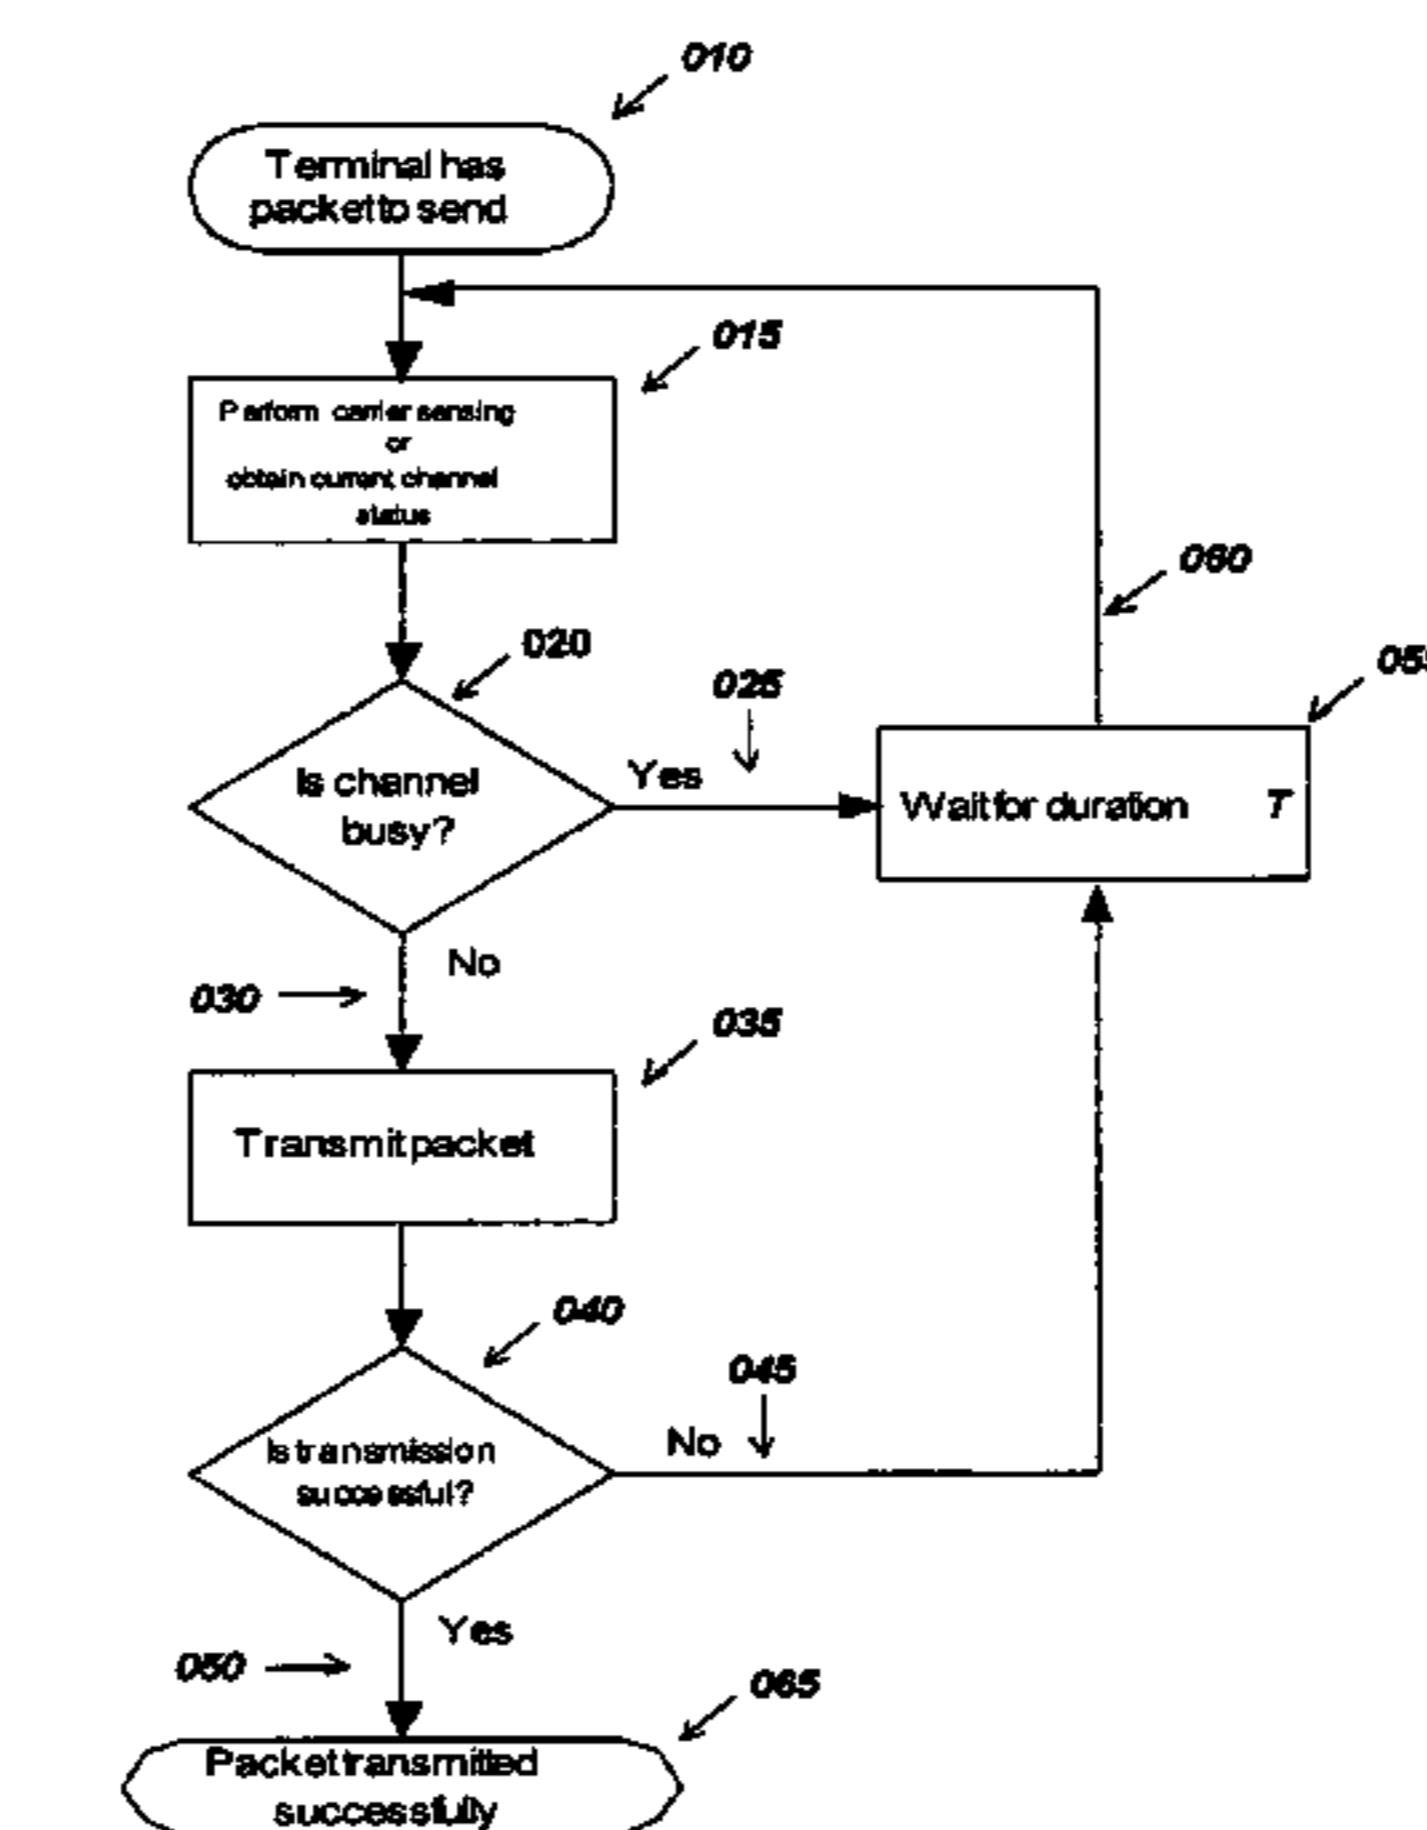 010
Terminal has
packet to send
015
Perform carrier sensing
or
obtain current channel
status
060
020
025
Is channel
busy?
Yes
Wait for duration T
No
030
035
Transmit packet
040
045
Is transmission
successful?
No
Yes
050
065
Packet transmitted
successfully